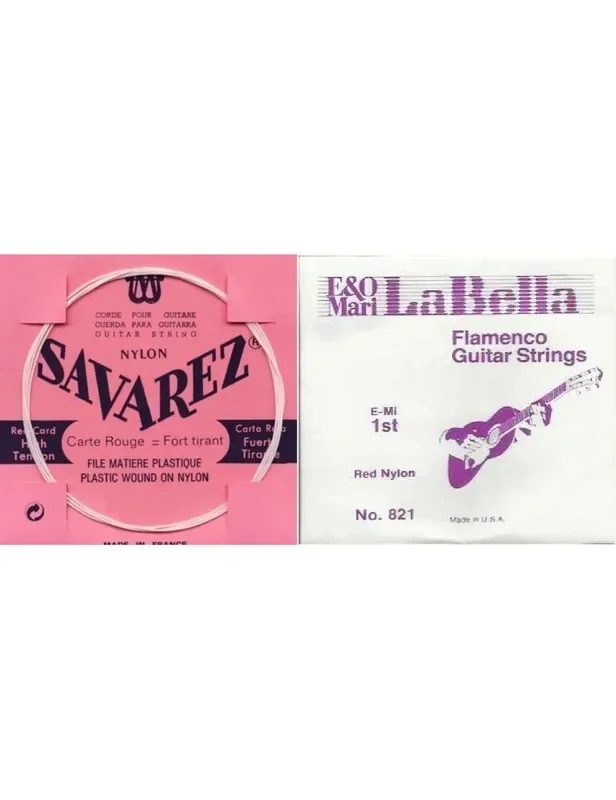 CORDE POUR GUITARE
CUERDA PARA GUITARRA
GUITAR STRING
NYLON
SAVAREZ®
Red Card
High
Tension
Carte Rouge = Fort tirant
Carta Roja
Fuerte
Tirante
FILE MATIERE PLASTIQUE
PLASTIC WOUND ON NYLON
MADE IN FRANCE
E&O
Mari
LaBella
Flamenco
Guitar Strings
E-Mi
1st
Red Nylon
No. 821
Made in U.S.A.